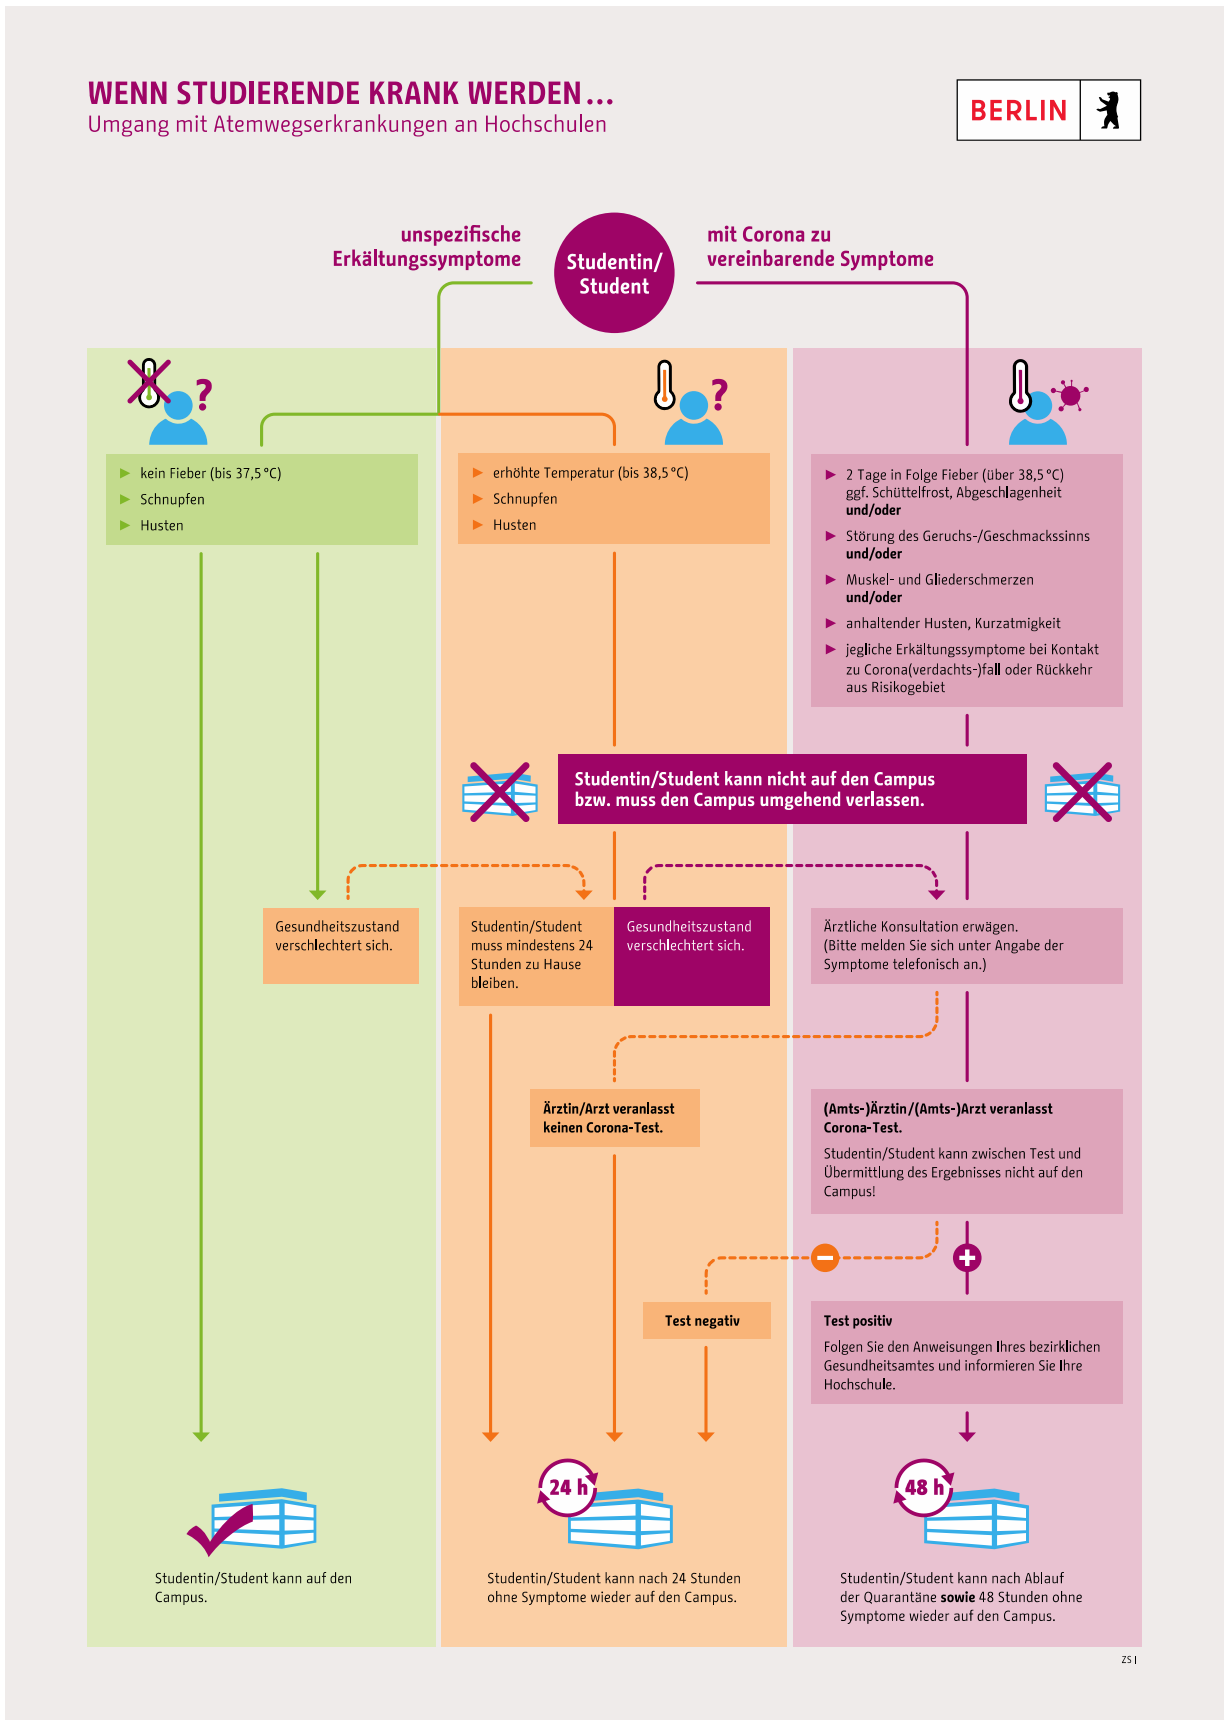 WENN STUDIERENDE KRANK WERDEN ...
Umgang mit Atemwegserkrankungen an Hochschulen
BERLIN
unspezifische
Erkältungssymptome
Studentin/
Student
mit Corona zu
vereinbarende Symptome
?
?
kein Fieber (bis 37,5 °C)
Schnupfen
Husten
erhöhte Temperatur (bis 38,5 °C)
Schnupfen
Husten
2 Tage in Folge Fieber (über 38,5 °C)
ggf. Schüttelfrost, Abgeschlagenheit
und/oder
Störung des Geruchs-/Geschmackssinns
und/oder
Muskel- und Gliederschmerzen
und/oder
anhaltender Husten, Kurzatmigkeit
jegliche Erkältungssymptome bei Kontakt
zu Corona(verdachts-)fall oder Rückkehr
aus Risikogebiet
Studentin/Student kann nicht auf den Campus
bzw. muss den Campus umgehend verlassen.
Gesundheitszustand
verschlechtert sich.
Studentin/Student
muss mindestens 24
Stunden zu Hause
bleiben.
Gesundheitszustand
verschlechtert sich.
Ärztliche Konsultation erwägen.
(Bitte melden Sie sich unter Angabe der
Symptome telefonisch an.)
Ärztin/Arzt veranlasst
keinen Corona-Test.
(Amts-)Ärztin/(Amts-)Arzt veranlasst
Corona-Test.
Studentin/Student kann zwischen Test und
Übermittlung des Ergebnisses nicht auf den
Campus!
Test negativ
Test positiv
Folgen Sie den Anweisungen Ihres bezirklichen
Gesundheitsamtes und informieren Sie Ihre
Hochschule.
24 h
48 h
Studentin/Student kann auf den
Campus.
Studentin/Student kann nach 24 Stunden
ohne Symptome wieder auf den Campus.
Studentin/Student kann nach Ablauf
der Quarantäne sowie 48 Stunden ohne
Symptome wieder auf den Campus.
ZS I